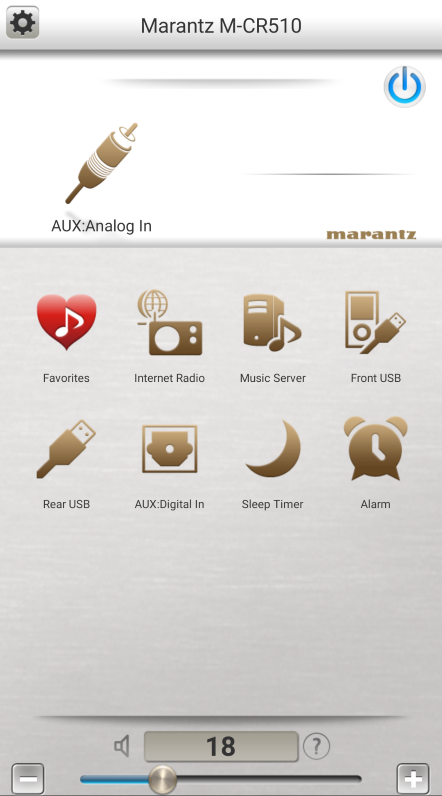 Marantz M-CR510
AUX:Analog In
marantz
Favorites
Internet Radio
Music Server
Front USB
Rear USB
AUX:Digital In
Sleep Timer
Alarm
18
?